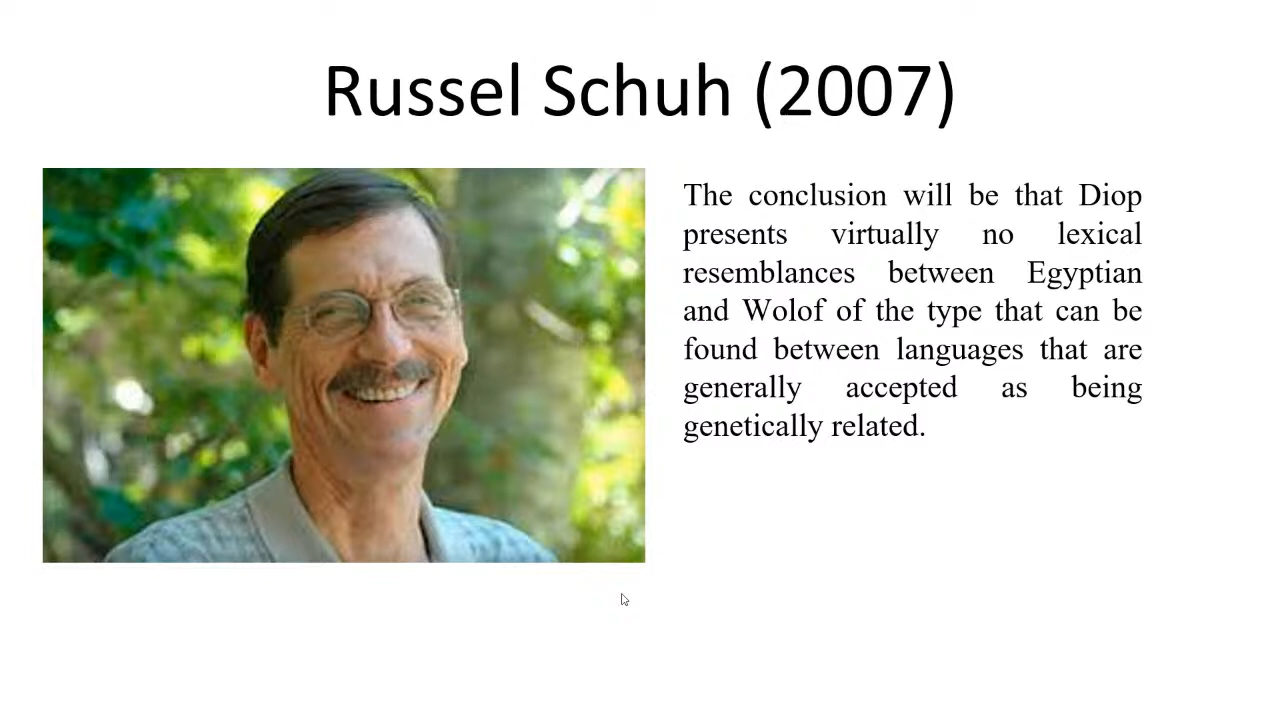 Russel Schuh (2007)
The conclusion will be that Diop
presents virtually no lexical
resemblances between Egyptian
and Wolof of the type that can be
found between languages that are
generally accepted as being
genetically related.